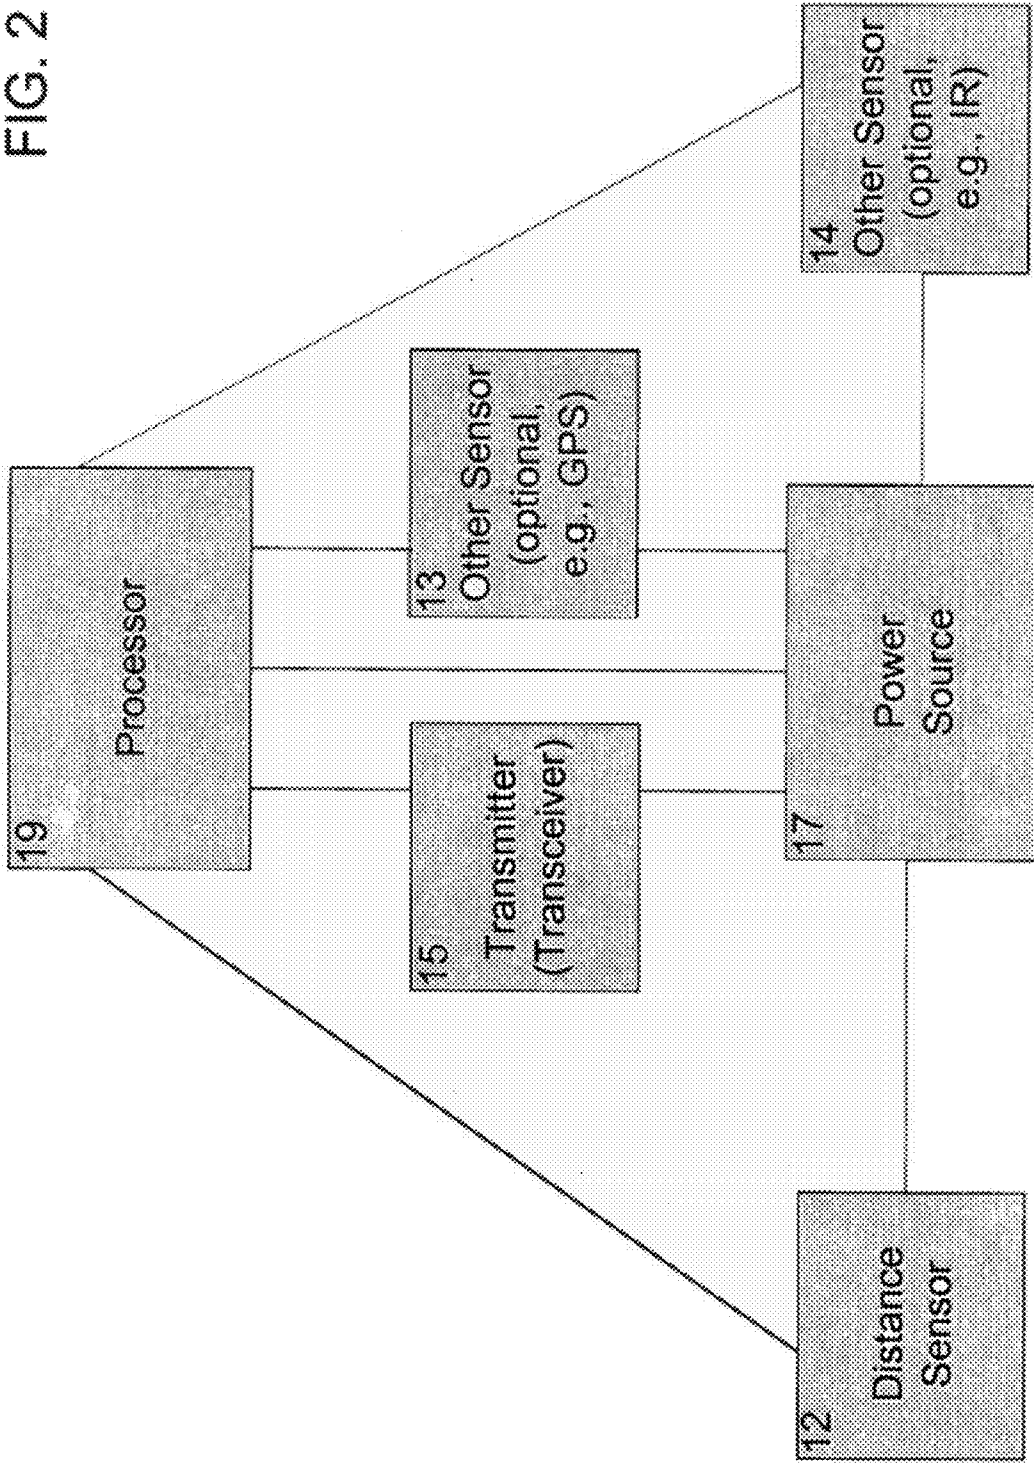 FIG. 2
19
Processor
15
Transmitter
(Transceiver)
13
Other Sensor
(optional,
e.g., GPS)
12
Distance
Sensor
17
Power
Source
14
Other Sensor
(optional,
e.g., IR)